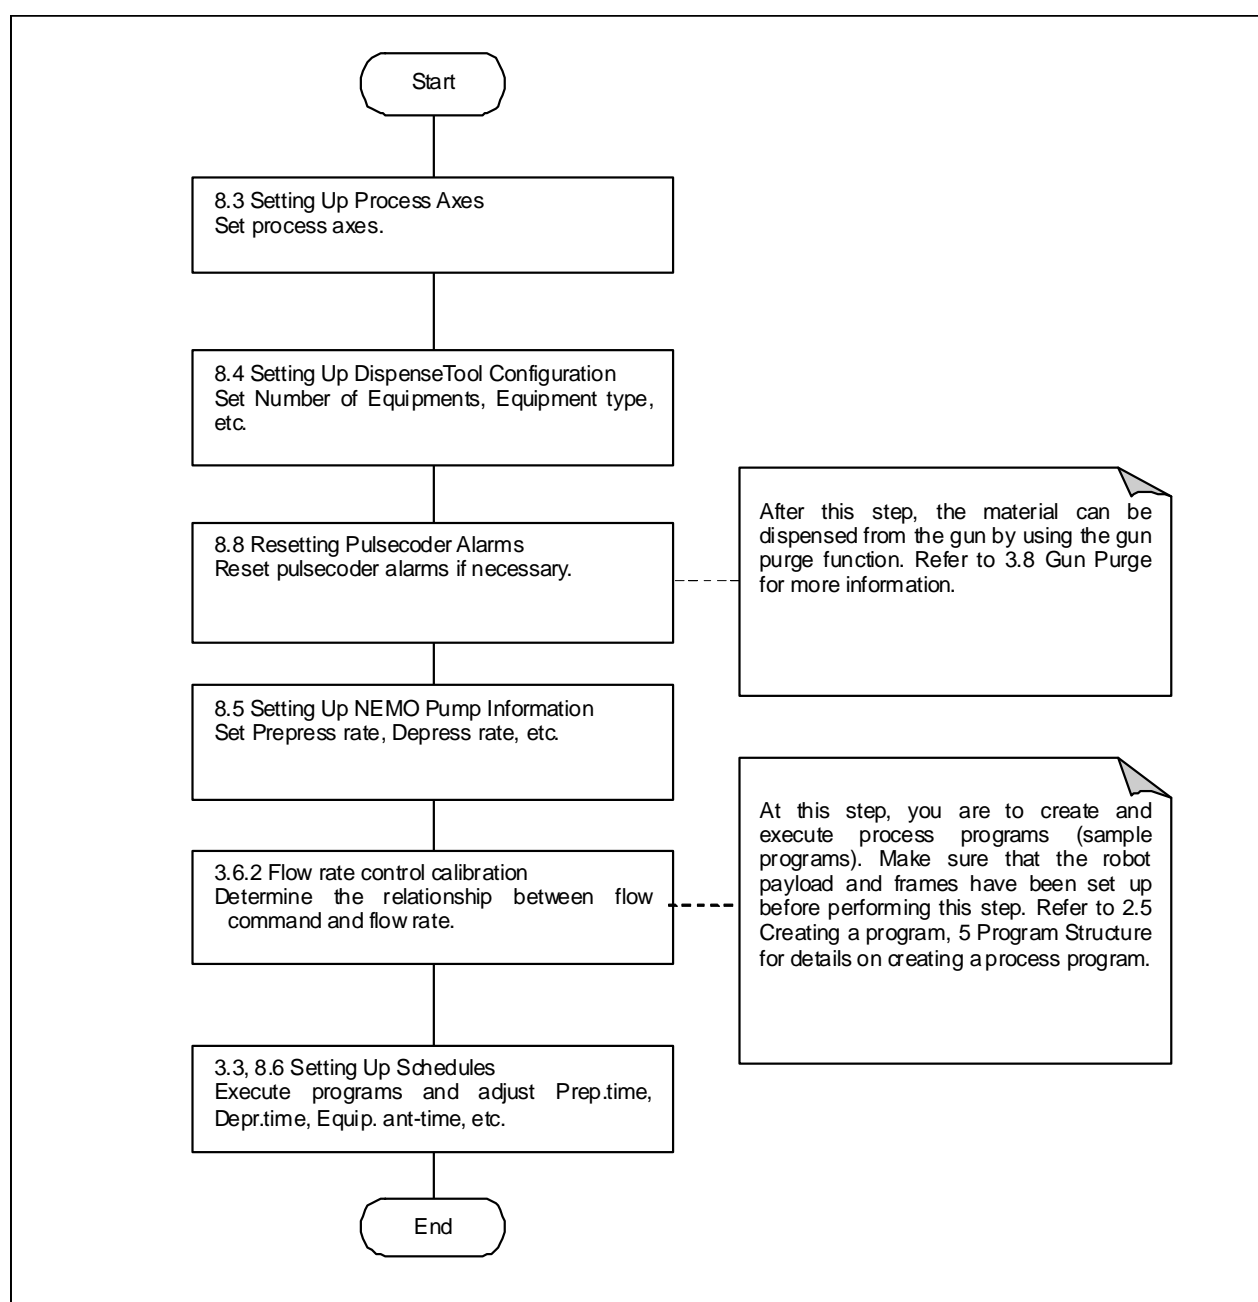 Start
8.3 Setting Up Process Axes
Set process axes.
8.4 Setting Up DispenseTool Configuration
Set Number of Equipments, Equipment type,
etc.
8.8 Resetting Pulsecoder Alarms
Reset pulsecoder alarms if necessary.
After this step, the material can be
dispensed from the gun by using the gun
purge function. Refer to 3.8 Gun Purge
for more information.
8.5 Setting Up NEMO Pump Information
Set Prepress rate, Depress rate, etc.
3.6.2 Flow rate control calibration
Determine the relationship between flow
command and flow rate.
At this step, you are to create and
execute process programs (sample
programs). Make sure that the robot
payload and frames have been set up
before performing this step. Refer to 2.5
Creating a program, 5 Program Structure
for details on creating a process program.
3.3, 8.6 Setting Up Schedules
Execute programs and adjust Prep.time,
Depr.time, Equip. ant-time, etc.
End